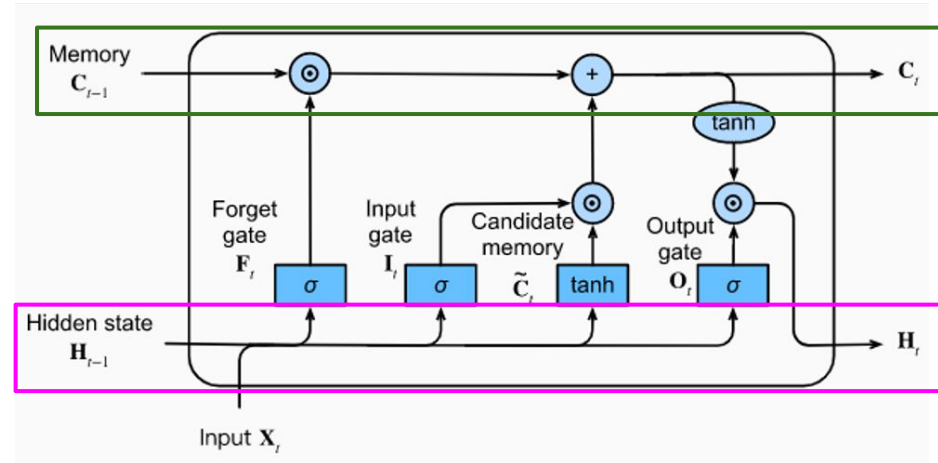 Memory
C_{t-1}
⊙
+
C_t
tanh
Forget
gate
F_t
Input
gate
I_t
Candidate
memory
C̃_t
⊙
Output
gate
O_t
⊙
σ
σ
tanh
σ
Hidden state
H_{t-1}
H_t
Input X_t